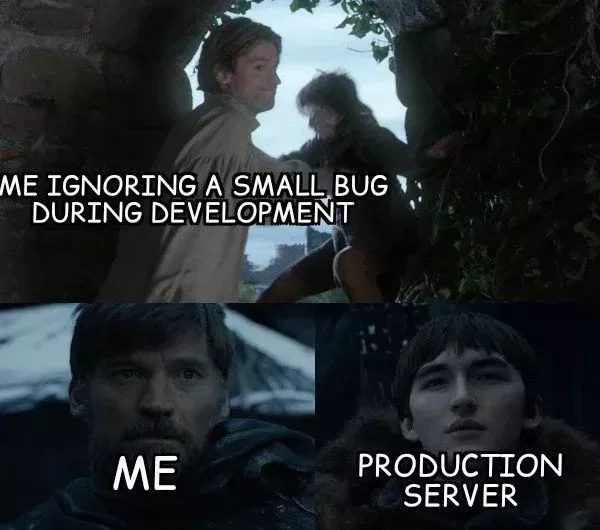 ME IGNORING A SMALL BUG
DURING DEVELOPMENT
ME
PRODUCTION
SERVER